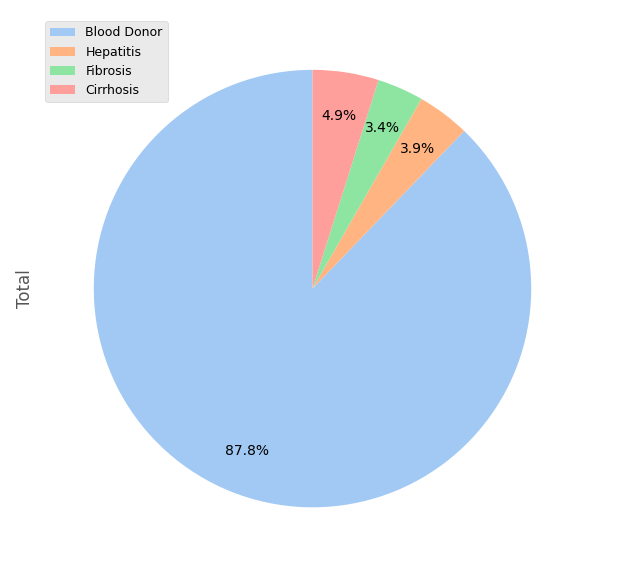 Blood Donor
Hepatitis
Fibrosis
Cirrhosis
4.9%
3.4%
3.9%
Total
87.8%